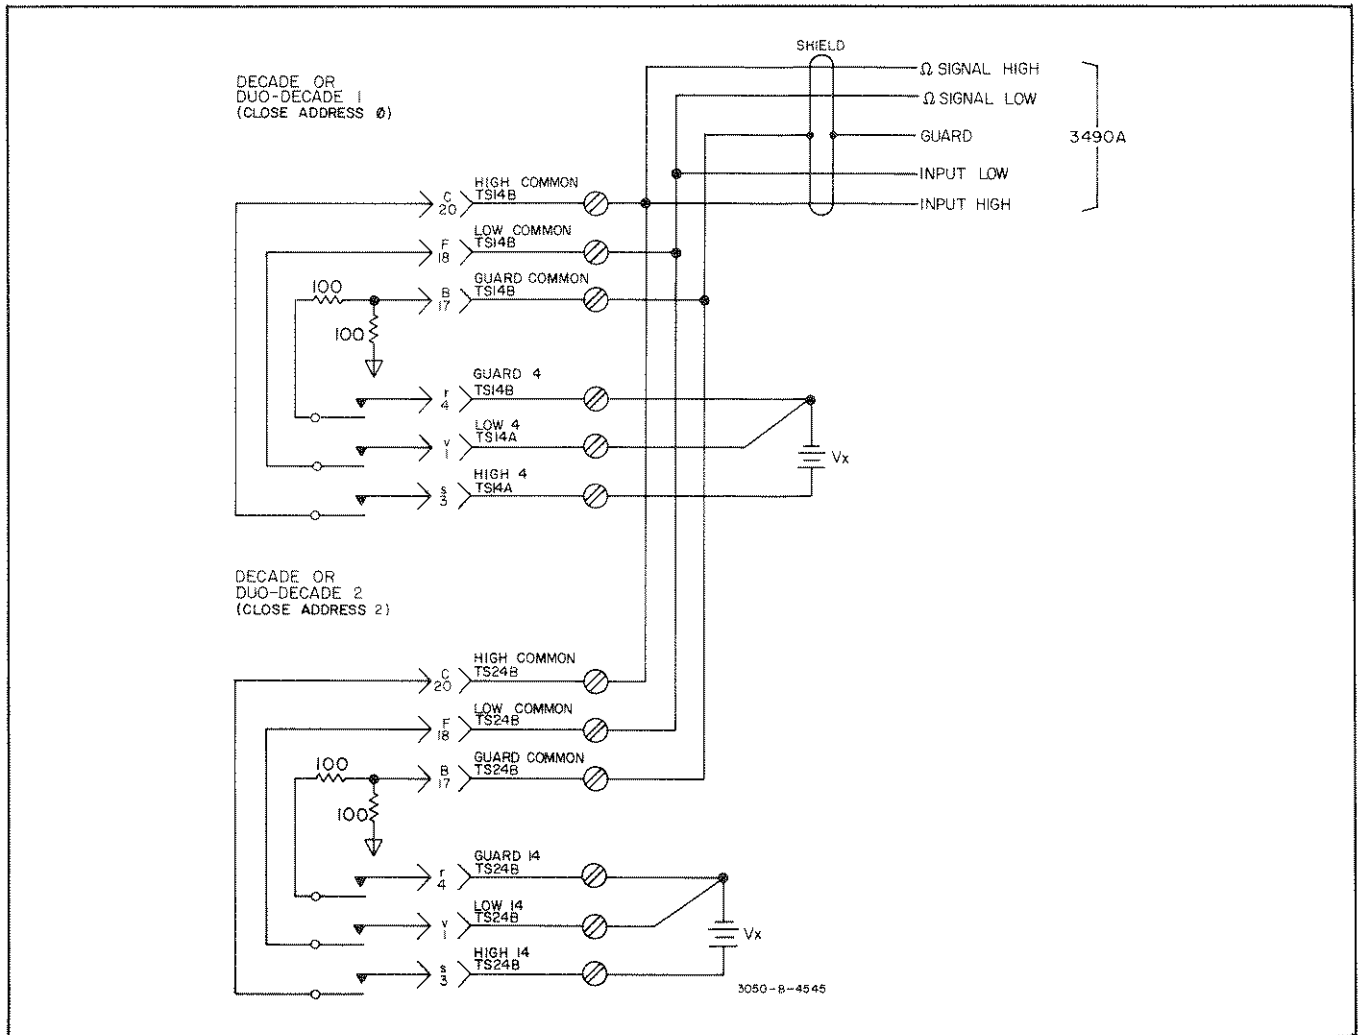 SHIELD
Ω SIGNAL HIGH
Ω SIGNAL LOW
GUARD
3490A
INPUT LOW
INPUT HIGH
DECADE OR
DUO-DECADE 1
(CLOSE ADDRESS 0)
C
20
HIGH COMMON
TS14B
F
18
LOW COMMON
TS14B
B
17
GUARD COMMON
TS14B
100
100
r
4
GUARD 4
TS14B
v
1
LOW 4
TS14A
s
3
HIGH 4
TS14A
Vx
DECADE OR
DUO-DECADE 2
(CLOSE ADDRESS 2)
C
20
HIGH COMMON
TS24B
F
18
LOW COMMON
TS24B
B
17
GUARD COMMON
TS24B
100
100
r
4
GUARD 14
TS24B
v
1
LOW 14
TS24B
s
3
HIGH 14
TS24B
Vx
3050-B-4545